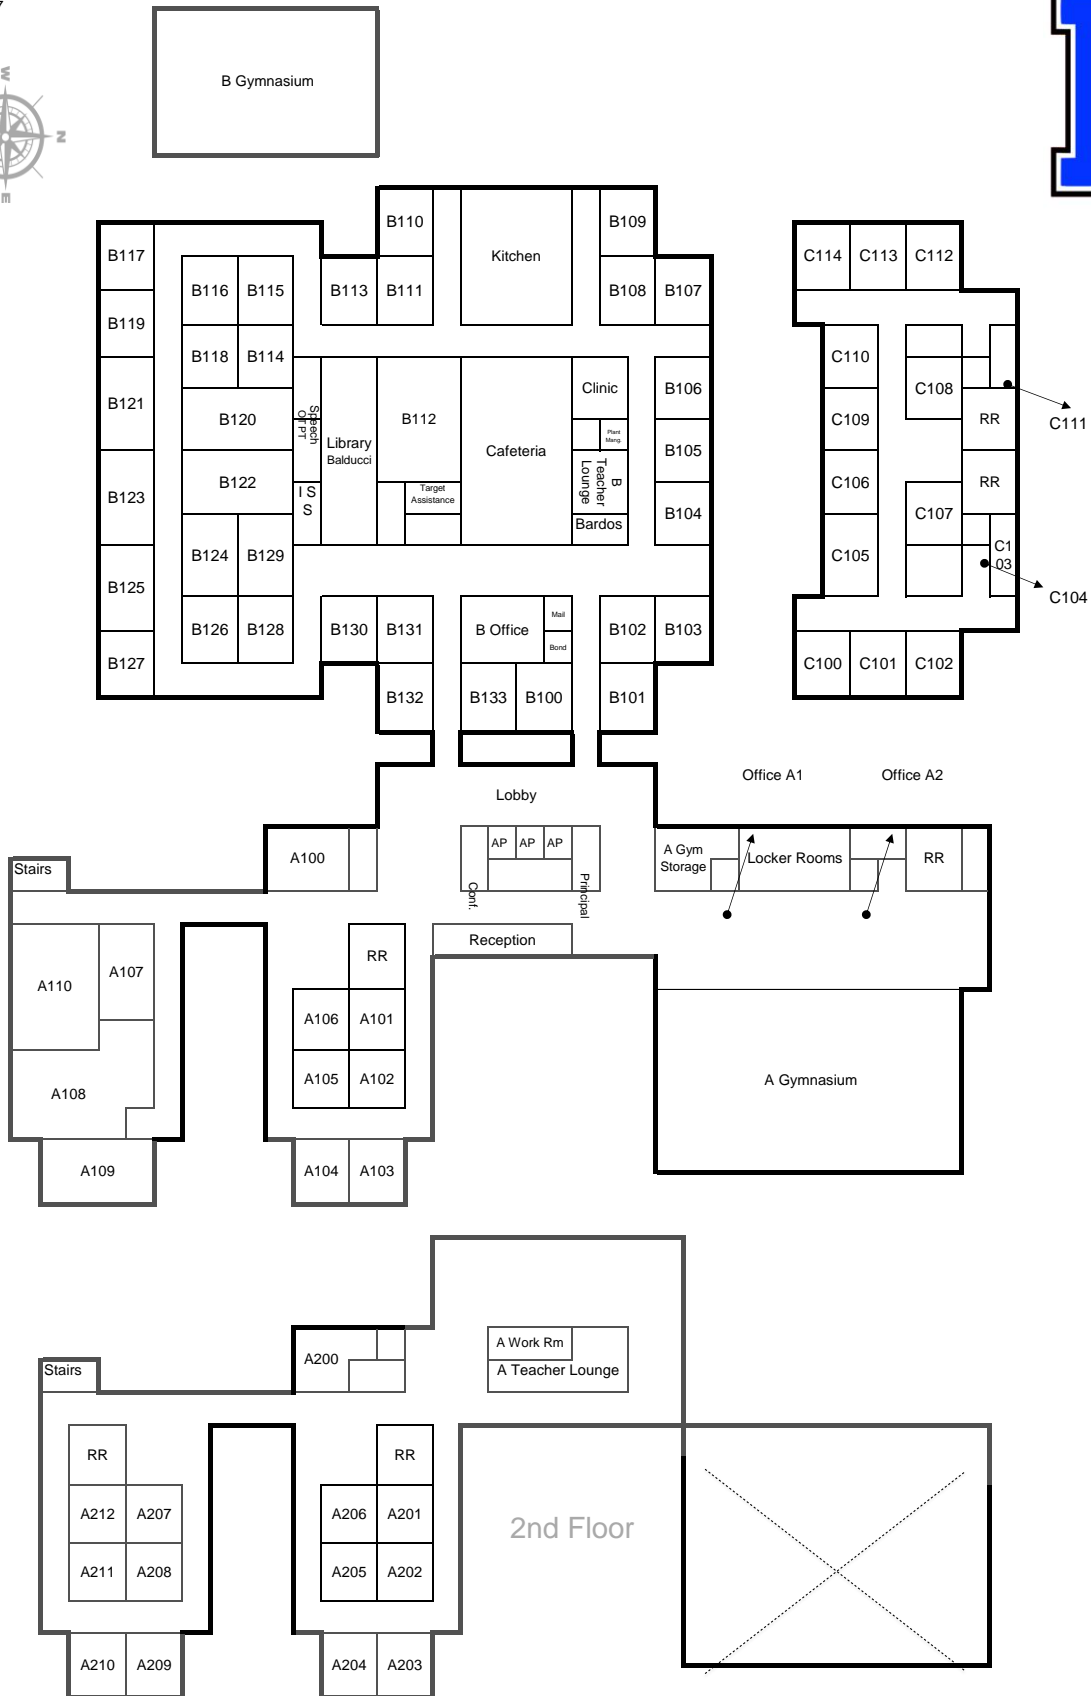 W
N
E
B Gymnasium
B110
B109
B117
Kitchen
C114
C113
C112
B116
B115
B113
B111
B108
B107
B119
B118
B114
C110
Clinic
C108
B106
B121
Speech
OT PT
B120
B112
C111
C109
RR
Library
Balducci
Plant
Mang.
Cafeteria
B105
B122
I S
S
Target
Assistance
B
Teacher
Lounge
C106
RR
B123
B104
C107
Bardos
B124
B129
C105
C1
03
B125
C104
B126
B128
B130
B131
B Office
Mail
Bond
B102
B103
B127
C100
C101
C102
B132
B133
B100
B101
Office A1
Office A2
Lobby
AP
AP
AP
A100
A Gym
Storage
Locker Rooms
RR
Stairs
Conf.
Principal
Reception
RR
A107
A110
A106
A101
A105
A102
A Gymnasium
A108
A109
A104
A103
A Work Rm
A200
A Teacher Lounge
Stairs
RR
RR
A212
A207
A206
A201
2nd Floor
A211
A208
A205
A202
A210
A209
A204
A203